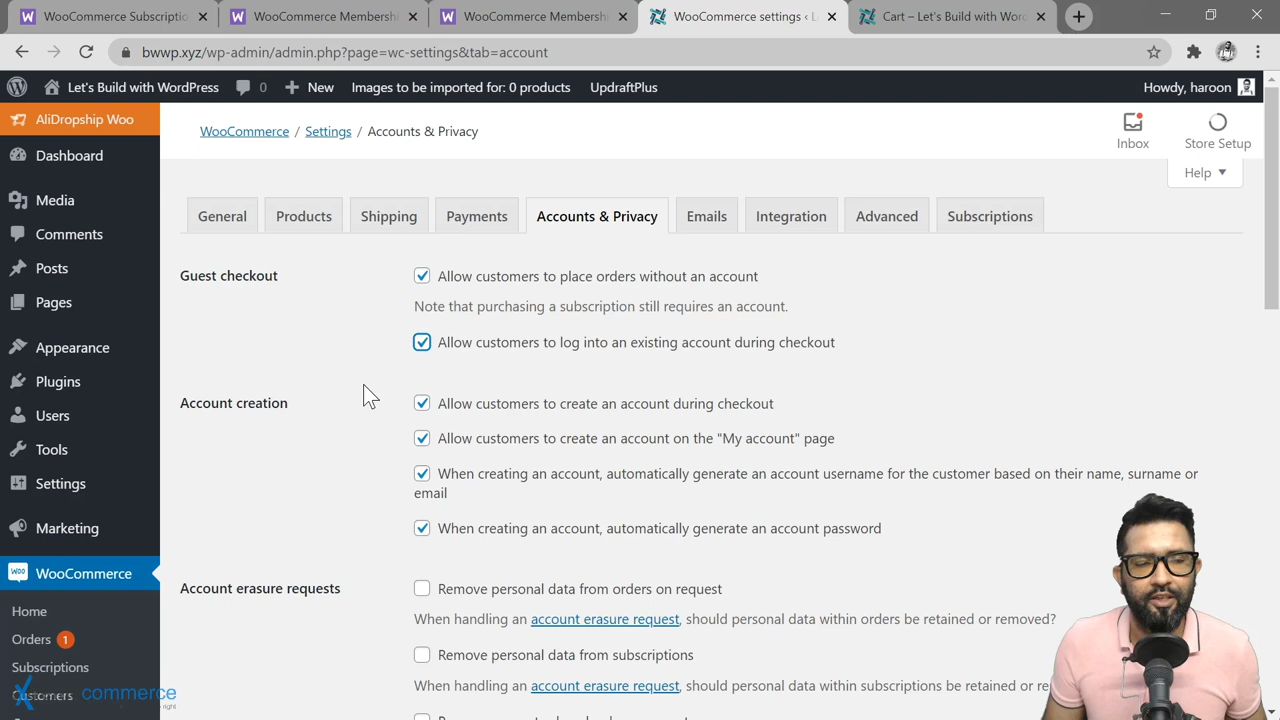 WooCommerce Subscriptio
WooCommerce Membershi
WooCommerce Membershi
WooCommerce settings ‹ L
Cart – Let's Build with Wor
bwwp.xyz/wp-admin/admin.php?page=wc-settings&tab=account
Let's Build with WordPress
0
New
Images to be imported for: 0 products
UpdraftPlus
Howdy, haroon
AliDropship Woo
Dashboard
Media
Comments
Posts
Pages
Appearance
Plugins
Users
Tools
Settings
Marketing
WooCommerce
Home
Orders 1
Subscriptions
Customers
commerce
right
WooCommerce / Settings / Accounts & Privacy
Inbox
Store Setup
Help
General
Products
Shipping
Payments
Accounts & Privacy
Emails
Integration
Advanced
Subscriptions
Guest checkout
Allow customers to place orders without an account
Note that purchasing a subscription still requires an account.
Allow customers to log into an existing account during checkout
Account creation
Allow customers to create an account during checkout
Allow customers to create an account on the "My account" page
When creating an account, automatically generate an account username for the customer based on their name, surname or
email
When creating an account, automatically generate an account password
Account erasure requests
Remove personal data from orders on request
When handling an account erasure request, should personal data within orders be retained or removed?
Remove personal data from subscriptions
When handling an account erasure request, should personal data within subscriptions be retained or re